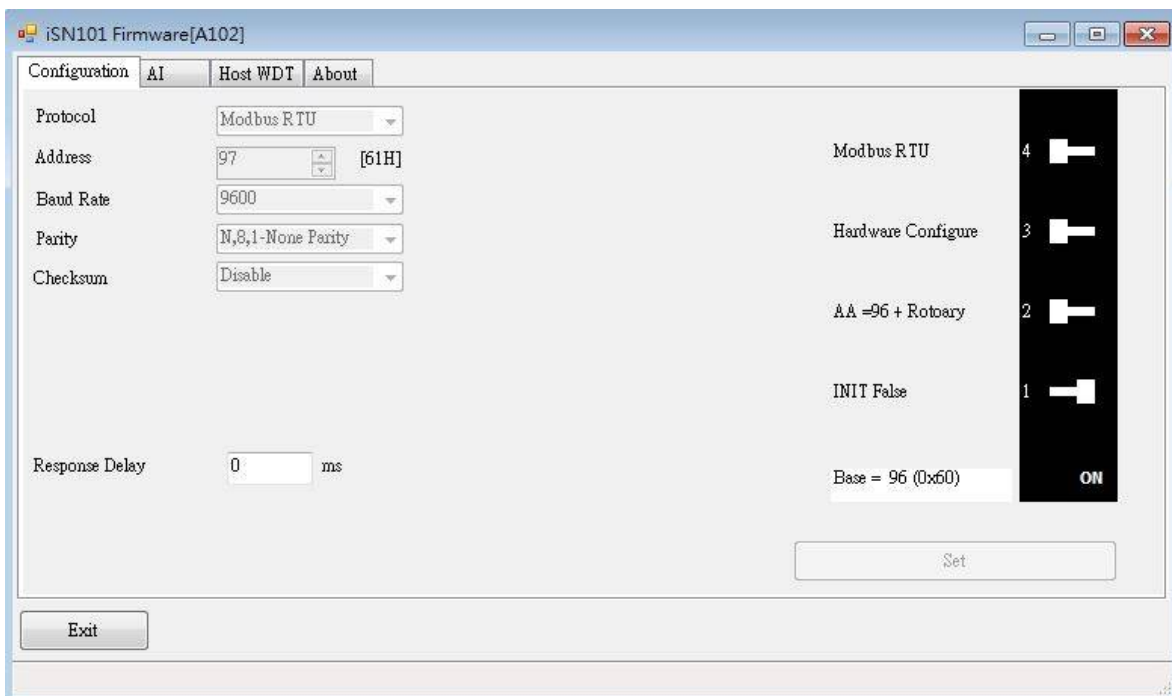 iSN101 Firmware[A102]
Configuration AI Host WDT About
Protocol Modbus RTU
Address 97 [61H]
Baud Rate 9600
Parity N,8,1-None Parity
Checksum Disable
Response Delay 0 ms
Modbus RTU 4
Hardware Configure 3
AA =96 + Rotoary 2
INIT False 1
Base = 96 (0x60) ON
Set
Exit